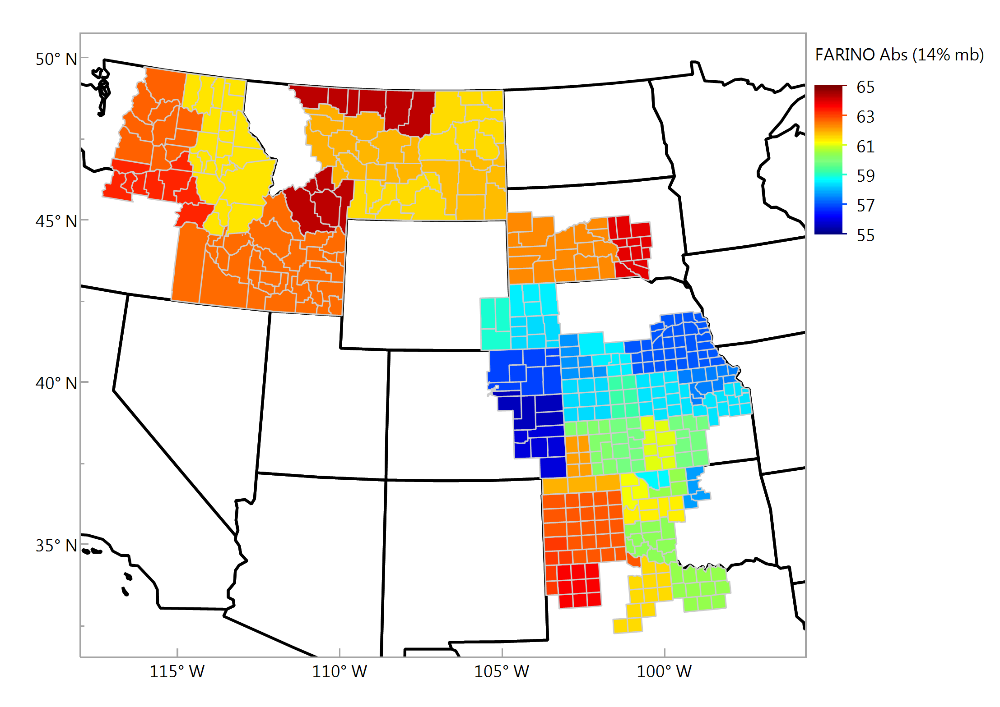 FARINO Abs (14% mb)
65
63
61
59
57
55
50° N
45° N
40° N
35° N
115° W
110° W
105° W
100° W